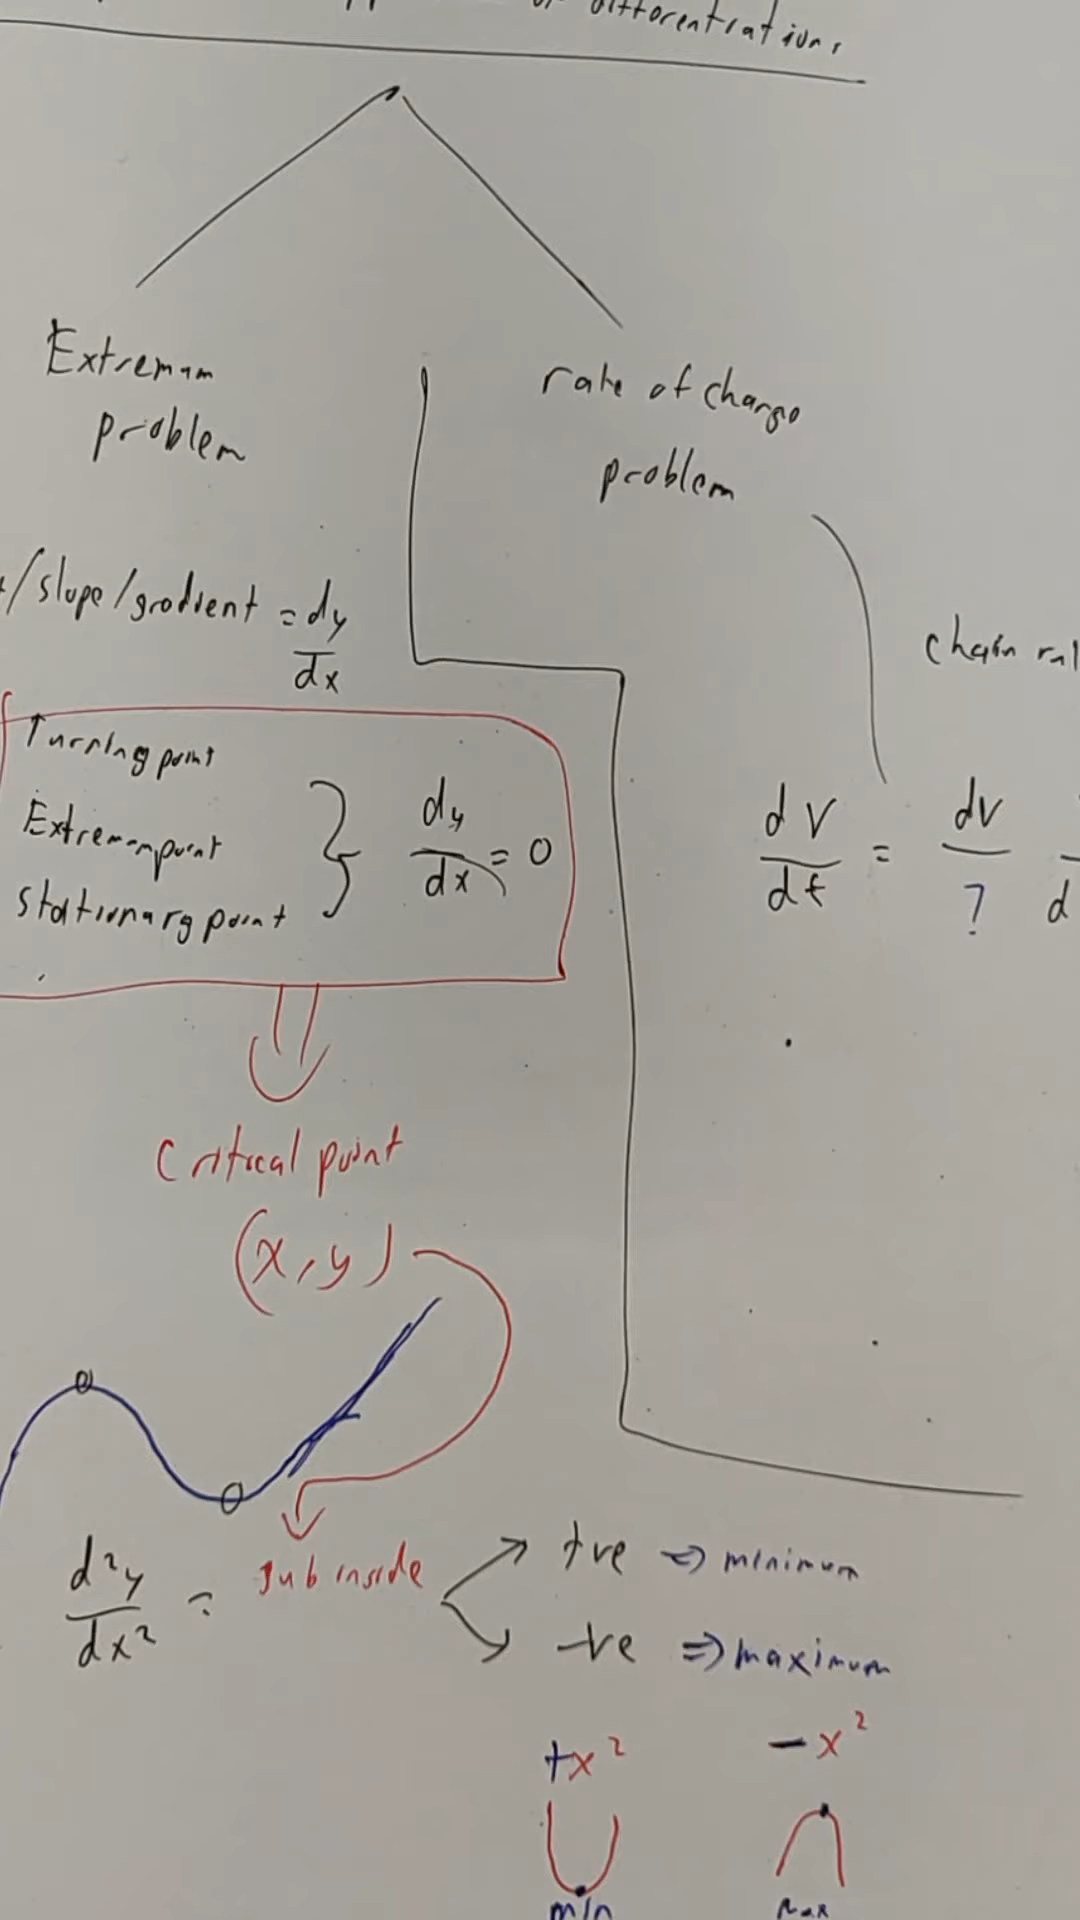 of differentiations
Extremum
problem
rate of change
problem
/slope/gradient = dy/dx
chain rul
Turning point
Extremum point
stationary point
} dy/dx = 0
dV/dt = dv/? d
Critical point
(x, y)
d²y/dx² = sub inside
+ve => minimum
-ve => maximum
+x²
-x²
min
max